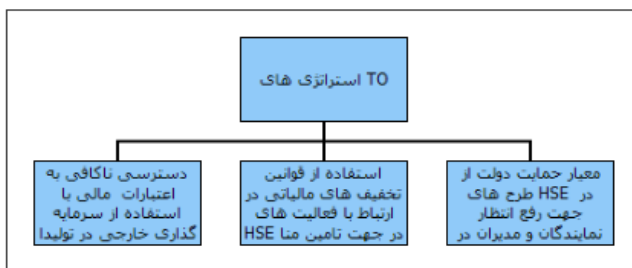 استراتژی های TO
معیار حمایت دولت از
طرح های HSE در
جهت رفع انتظار
نمایندگان و مدیران در
استفاده از قوانین
تخفیف های مالیاتی در
ارتباط با فعالیت های
HSE در جهت تامین منا
دسترسی ناکافی به
اعتبارات مالی با
استفاده از سرمایه
گذاری خارجی در تولیدا